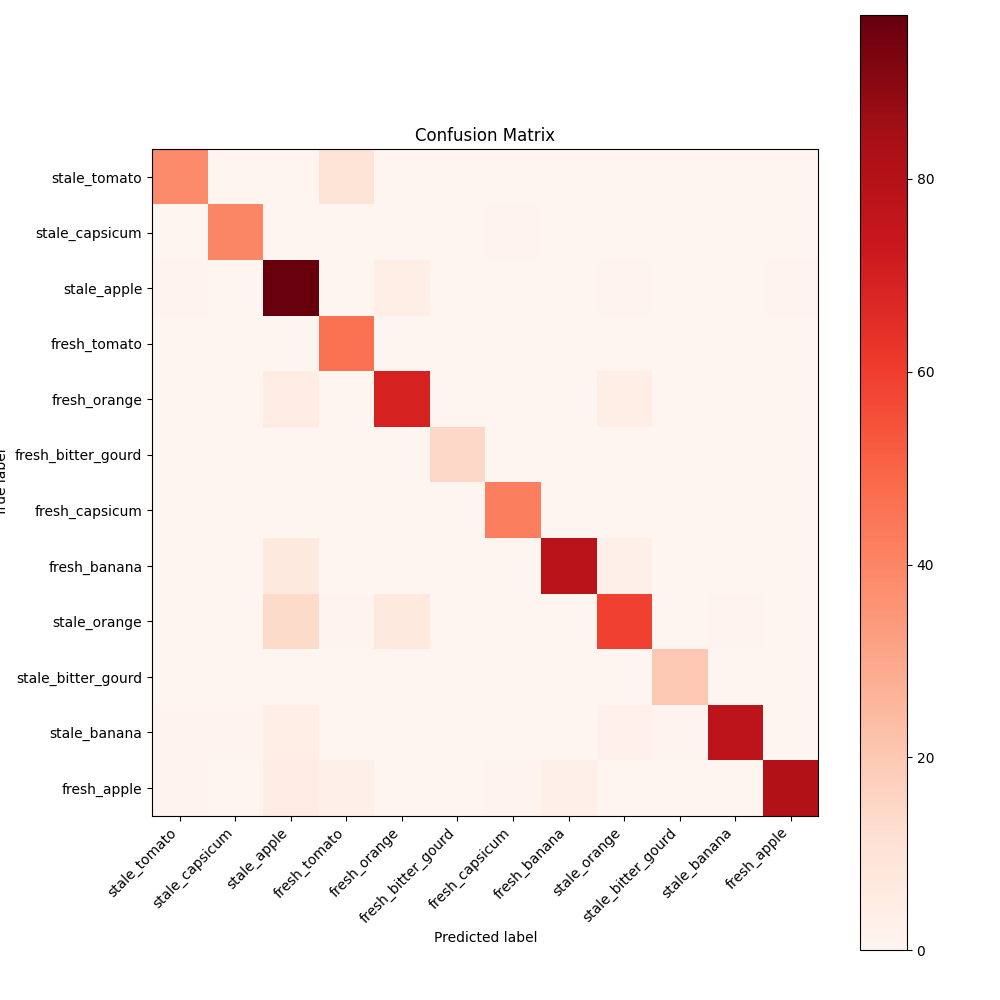 Confusion Matrix
stale_tomato
stale_capsicum
stale_apple
fresh_tomato
fresh_orange
fresh_bitter_gourd
fresh_capsicum
fresh_banana
stale_orange
stale_bitter_gourd
stale_banana
fresh_apple
stale_tomato
stale_capsicum
stale_apple
fresh_tomato
fresh_orange
fresh_bitter_gourd
fresh_capsicum
fresh_banana
stale_orange
stale_bitter_gourd
stale_banana
fresh_apple
Predicted label
80
60
40
20
0